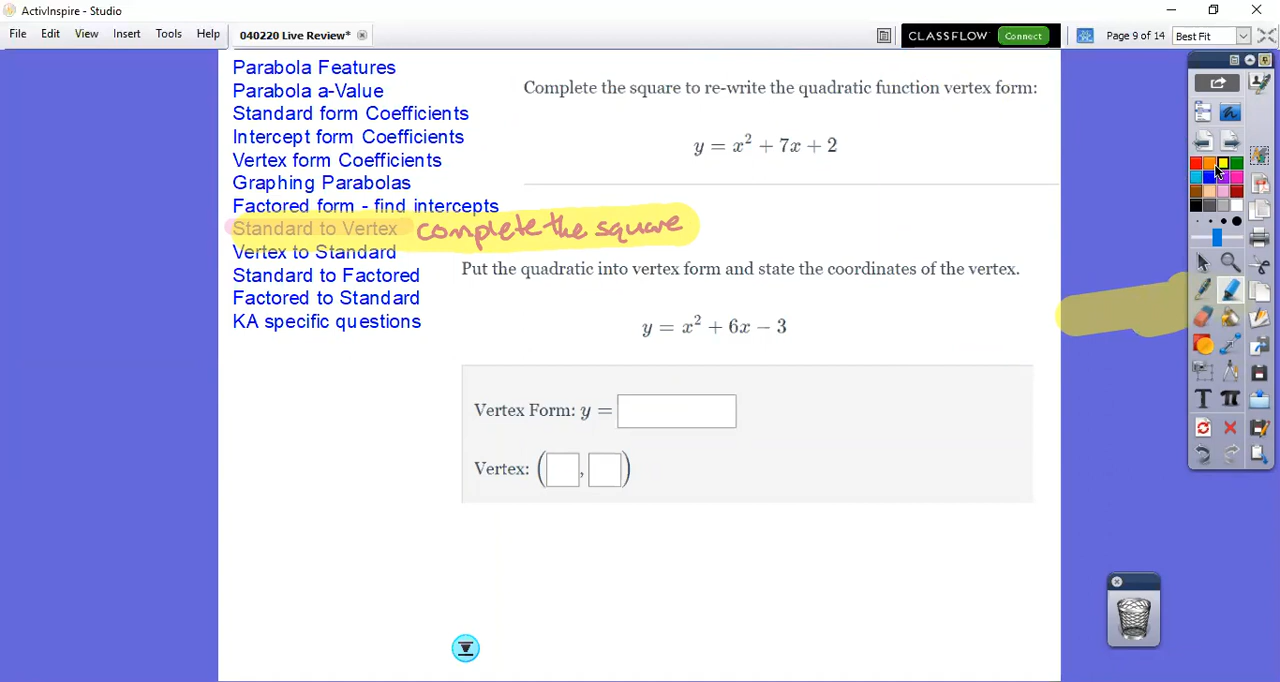 ActivInspire - Studio
File Edit View Insert Tools Help
040220 Live Review*
CLASSFLOW Connect
Page 9 of 14
Best Fit
Parabola Features
Parabola a-Value
Standard form Coefficients
Intercept form Coefficients
Vertex form Coefficients
Graphing Parabolas
Factored form - find intercepts
Standard to Vertex complete the square
Vertex to Standard
Standard to Factored
Factored to Standard
KA specific questions
Complete the square to re-write the quadratic function vertex form:
y = x² + 7x + 2
Put the quadratic into vertex form and state the coordinates of the vertex.
y = x² + 6x − 3
Vertex Form: y =
Vertex: ( , )